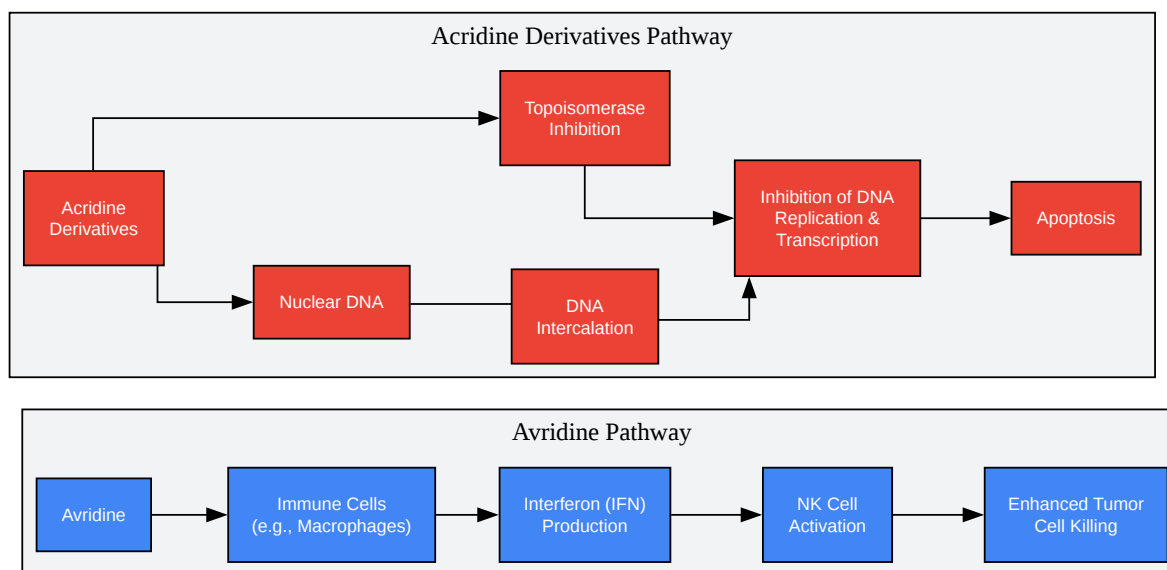 Acridine Derivatives Pathway
Topoisomerase
Inhibition
Acridine
Derivatives
Inhibition of DNA
Replication &
Transcription
Apoptosis
Nuclear DNA
DNA
Intercalation
Avridine Pathway
Avridine
Immune Cells
(e.g., Macrophages)
Interferon (IFN)
Production
NK Cell
Activation
Enhanced Tumor
Cell Killing